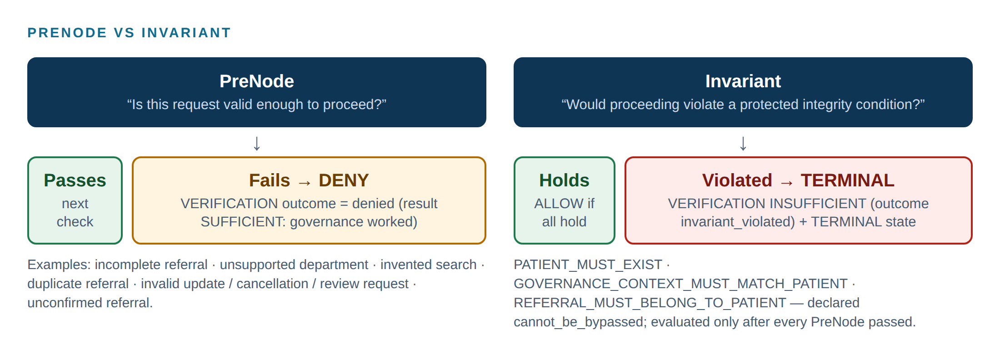 PRENODE VS INVARIANT
PreNode
“Is this request valid enough to proceed?”
↓
Passes
next
check
Fails → DENY
VERIFICATION outcome = denied (result
SUFFICIENT: governance worked)
Examples: incomplete referral · unsupported department · invented search ·
duplicate referral · invalid update / cancellation / review request ·
unconfirmed referral.
Invariant
“Would proceeding violate a protected integrity condition?”
↓
Holds
ALLOW if
all hold
Violated → TERMINAL
VERIFICATION INSUFFICIENT (outcome
invariant_violated) + TERMINAL state
PATIENT_MUST_EXIST ·
GOVERNANCE_CONTEXT_MUST_MATCH_PATIENT ·
REFERRAL_MUST_BELONG_TO_PATIENT — declared
cannot_be_bypassed; evaluated only after every PreNode passed.